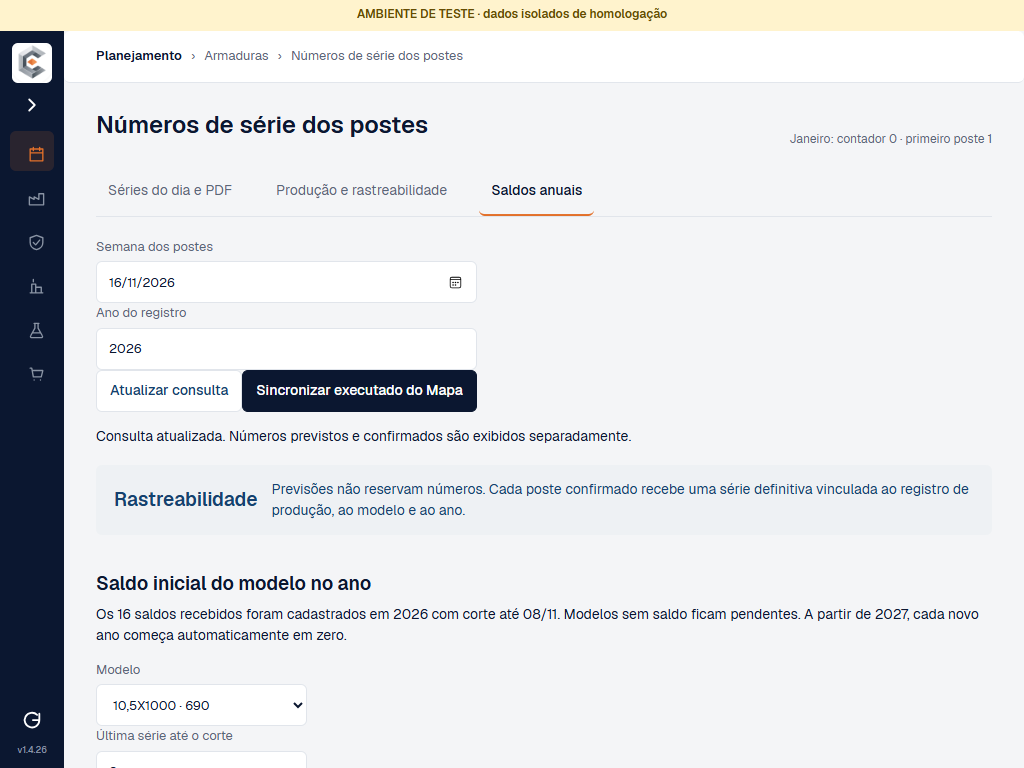 AMBIENTE DE TESTE · dados isolados de homologação
Planejamento › Armaduras › Números de série dos postes
Números de série dos postes
Janeiro: contador 0 · primeiro poste 1
Séries do dia e PDF
Produção e rastreabilidade
Saldos anuais
Semana dos postes
16/11/2026
Ano do registro
2026
Atualizar consulta
Sincronizar executado do Mapa
Consulta atualizada. Números previstos e confirmados são exibidos separadamente.
Rastreabilidade
Previsões não reservam números. Cada poste confirmado recebe uma série definitiva vinculada ao registro de
produção, ao modelo e ao ano.
Saldo inicial do modelo no ano
Os 16 saldos recebidos foram cadastrados em 2026 com corte até 08/11. Modelos sem saldo ficam pendentes. A partir de 2027, cada novo
ano começa automaticamente em zero.
Modelo
10,5X1000 · 690
Última série até o corte
v1.4.26